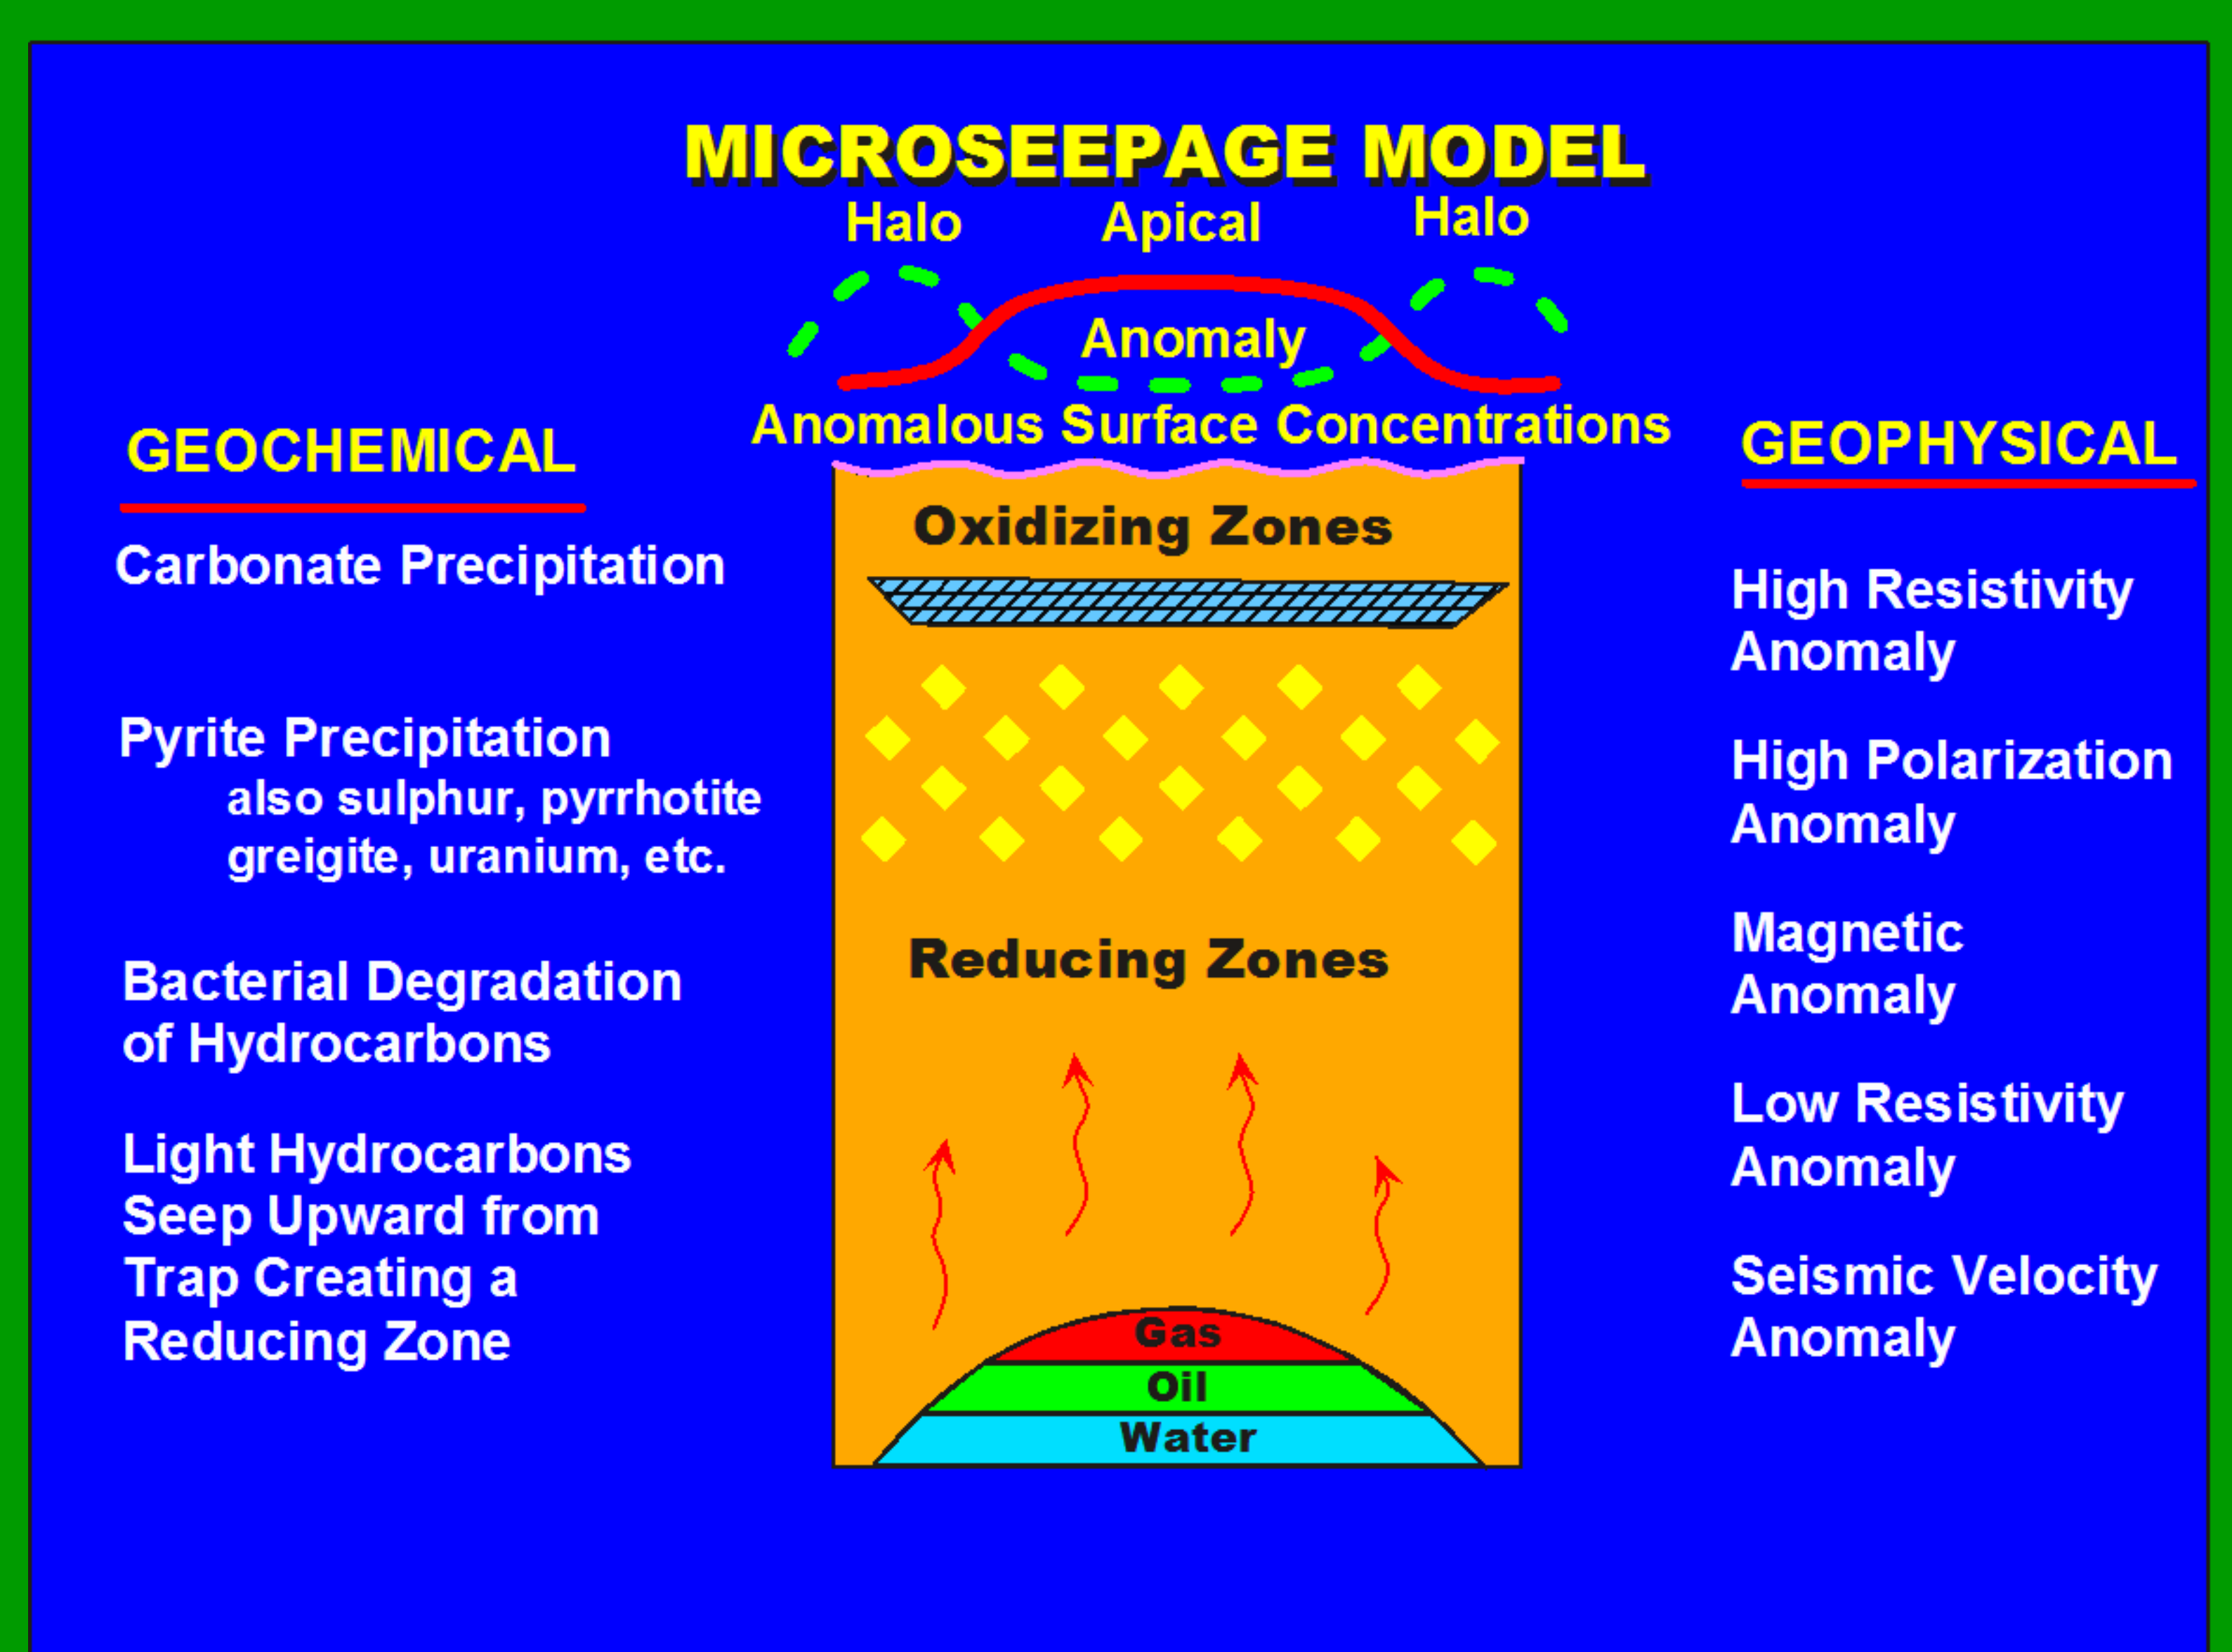 MICROSEEPAGE MODEL
Halo Apical Halo
Anomaly
Anomalous Surface Concentrations
GEOCHEMICAL
Carbonate Precipitation
Pyrite Precipitation
also sulphur, pyrrhotite
greigite, uranium, etc.
Bacterial Degradation
of Hydrocarbons
Light Hydrocarbons
Seep Upward from
Trap Creating a
Reducing Zone
Oxidizing Zones
Reducing Zones
Gas
Oil
Water
GEOPHYSICAL
High Resistivity
Anomaly
High Polarization
Anomaly
Magnetic
Anomaly
Low Resistivity
Anomaly
Seismic Velocity
Anomaly